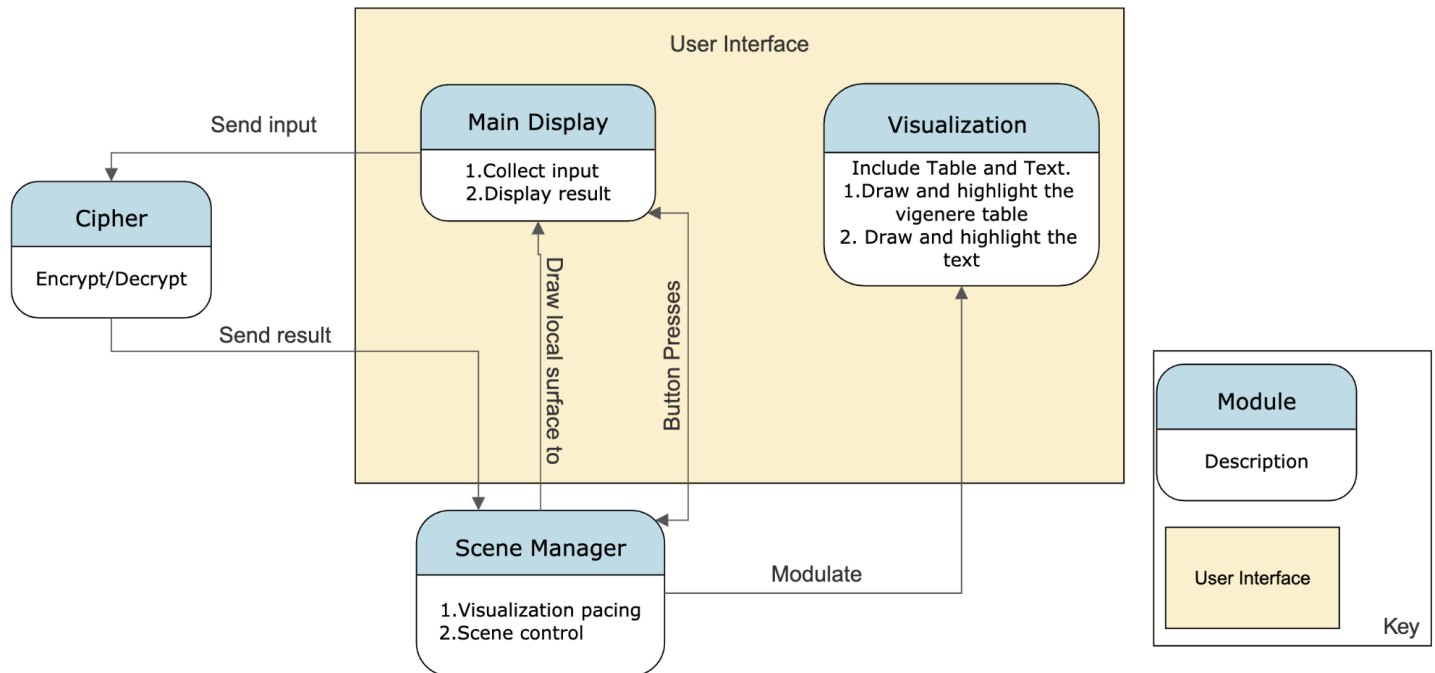 User Interface
Main Display
1.Collect input
2.Display result
Visualization
Include Table and Text.
1.Draw and highlight the
vigenere table
2. Draw and highlight the
text
Send input
Cipher
Encrypt/Decrypt
Send result
Draw local surface to
Button Presses
Scene Manager
1.Visualization pacing
2.Scene control
Modulate
Module
Description
User Interface
Key